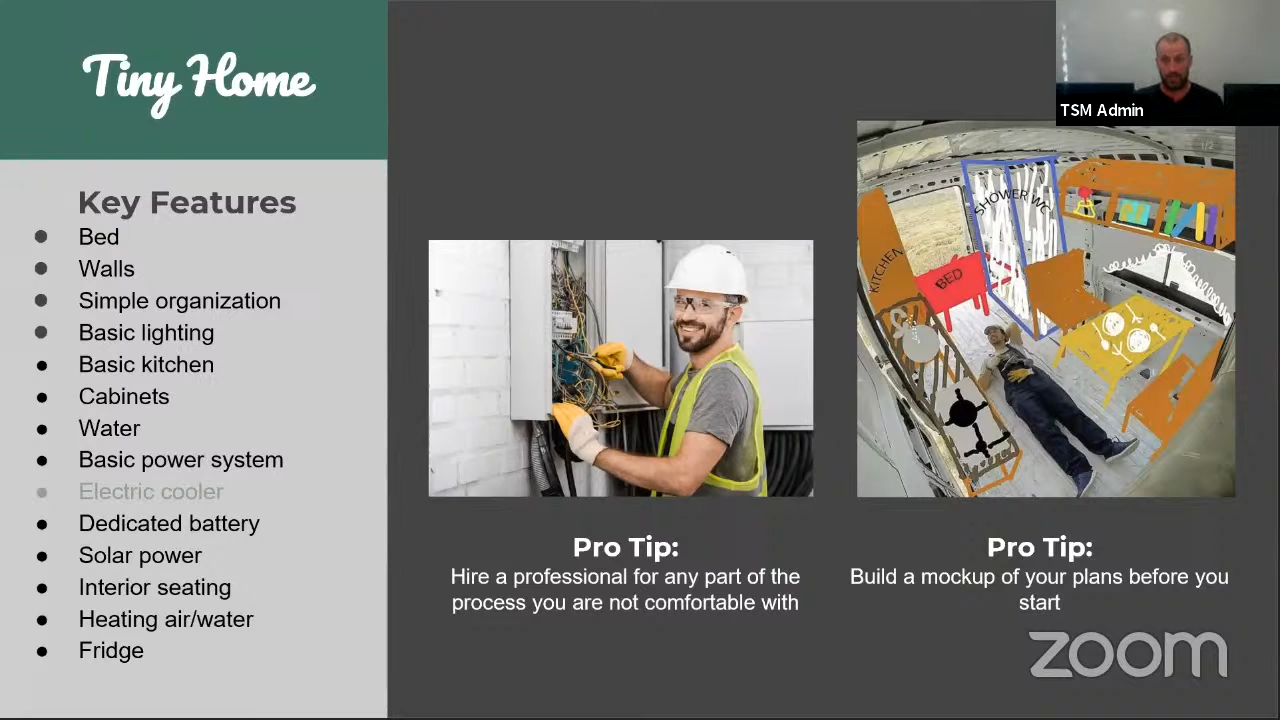 Tiny Home
Key Features
Bed
Walls
Simple organization
Basic lighting
Basic kitchen
Cabinets
Water
Basic power system
Electric cooler
Dedicated battery
Solar power
Interior seating
Heating air/water
Fridge
Pro Tip:
Hire a professional for any part of the
process you are not comfortable with
TSM Admin
1/2
SHOWER WC
KITCHEN
BED
Pro Tip:
Build a mockup of your plans before you
start
zoom